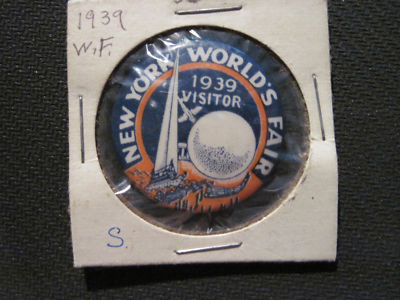 1939
W.F.
NEW YORK WORLD'S FAIR
1939
VISITOR
S.